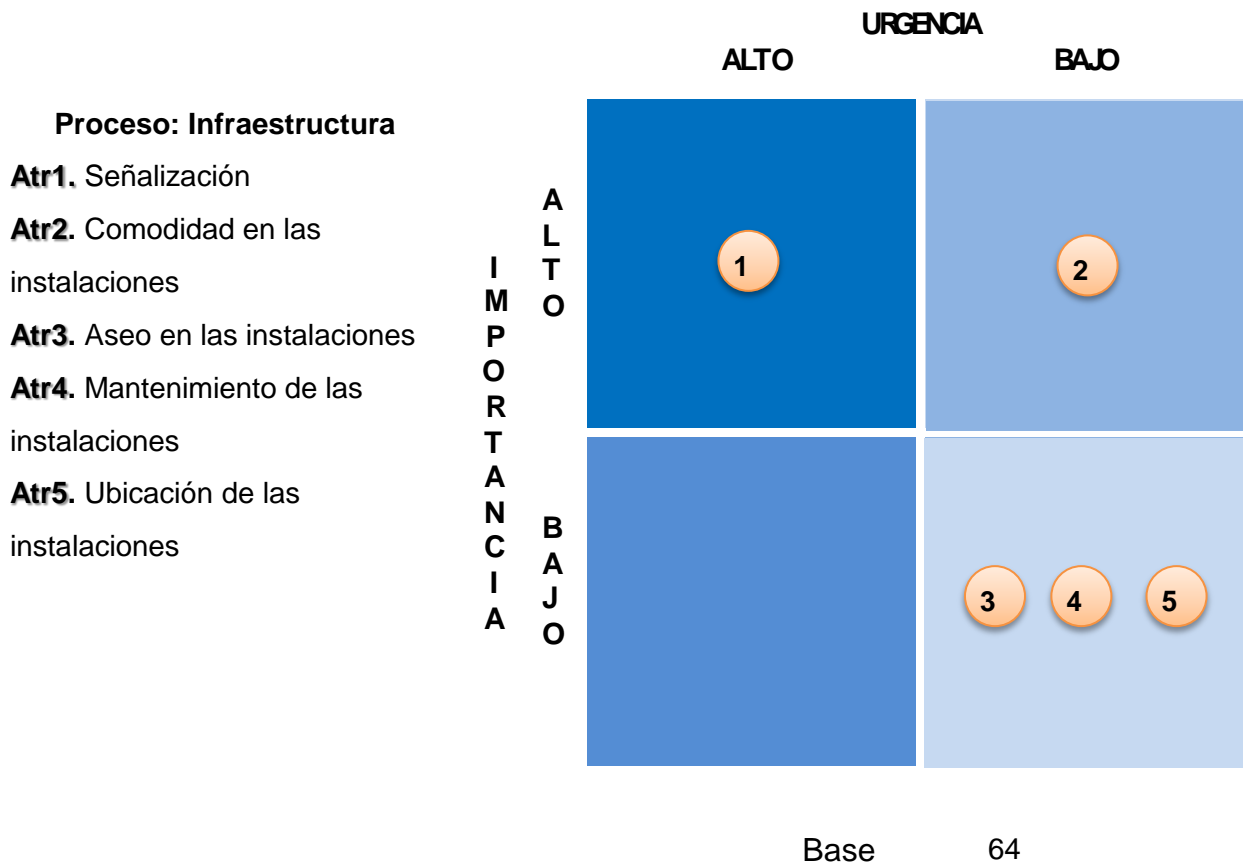 URGENCIA
ALTO BAJO
Proceso: Infraestructura
Atr1. Señalización
Atr2. Comodidad en las
instalaciones
Atr3. Aseo en las instalaciones
Atr4. Mantenimiento de las
instalaciones
Atr5. Ubicación de las
instalaciones
IMPORTANCIA
ALTO
BAJO
1
2
3 4 5
Base 64